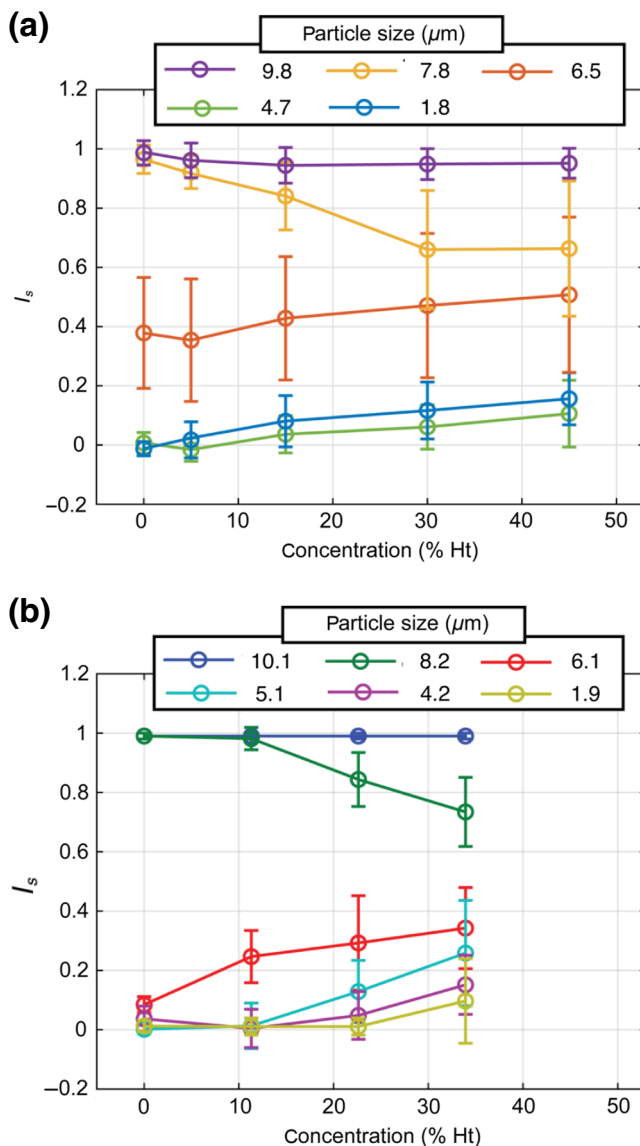 (a)
Particle size (μm)
9.8 7.8 6.5
4.7 1.8
1.2
1
0.8
0.6
0.4
0.2
0
–0.2
I_s
0 10 20 30 40 50
Concentration (% Ht)
(b)
Particle size (μm)
10.1 8.2 6.1
5.1 4.2 1.9
1.2
1
0.8
0.6
0.4
0.2
0
–0.2
I_s
0 10 20 30 40 50
Concentration (% Ht)